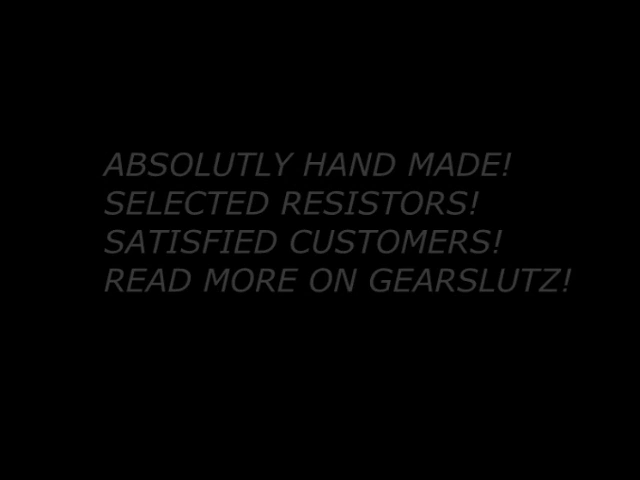 ABSOLUTLY HAND MADE!
SELECTED RESISTORS!
SATISFIED CUSTOMERS!
READ MORE ON GEARSLUTZ!